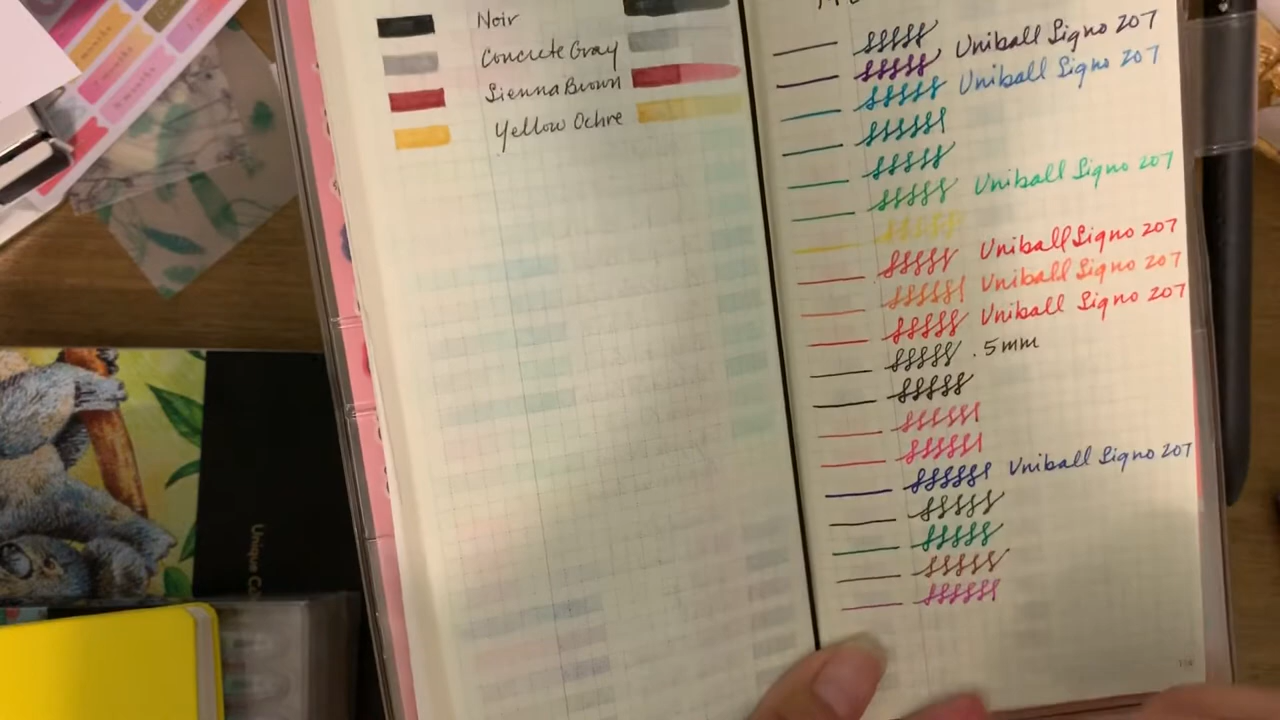 Noir
Concrete Gray
Sienna Brown
Yellow Ochre
Uniball Signo 207
Uniball Signo 207
Uniball Signo 207
Uniball Signo 207
Uniball Signo 207
Uniball Signo 207
.5mm
Uniball Signo 207
Unique